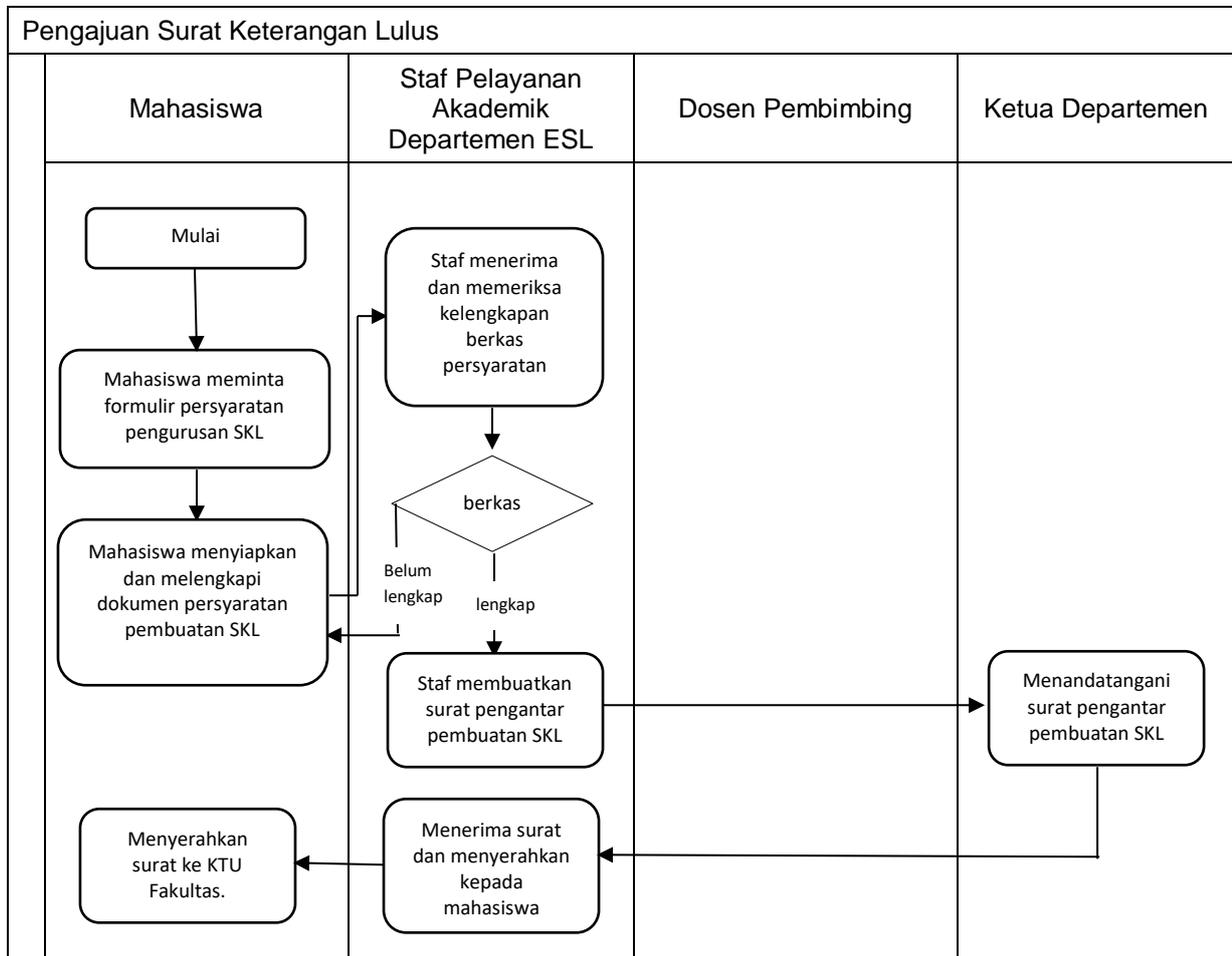 Pengajuan Surat Keterangan Lulus
Mahasiswa
Staf Pelayanan
Akademik
Departemen ESL
Dosen Pembimbing
Ketua Departemen
Mulai
Mahasiswa meminta
formulir persyaratan
pengurusan SKL
Mahasiswa menyiapkan
dan melengkapi
dokumen persyaratan
pembuatan SKL
Staf menerima
dan memeriksa
kelengkapan
berkas
persyaratan
berkas
Belum
lengkap
lengkap
Staf membuatkan
surat pengantar
pembuatan SKL
Menandatangani
surat pengantar
pembuatan SKL
Menerima surat
dan menyerahkan
kepada
mahasiswa
Menyerahkan
surat ke KTU
Fakultas.